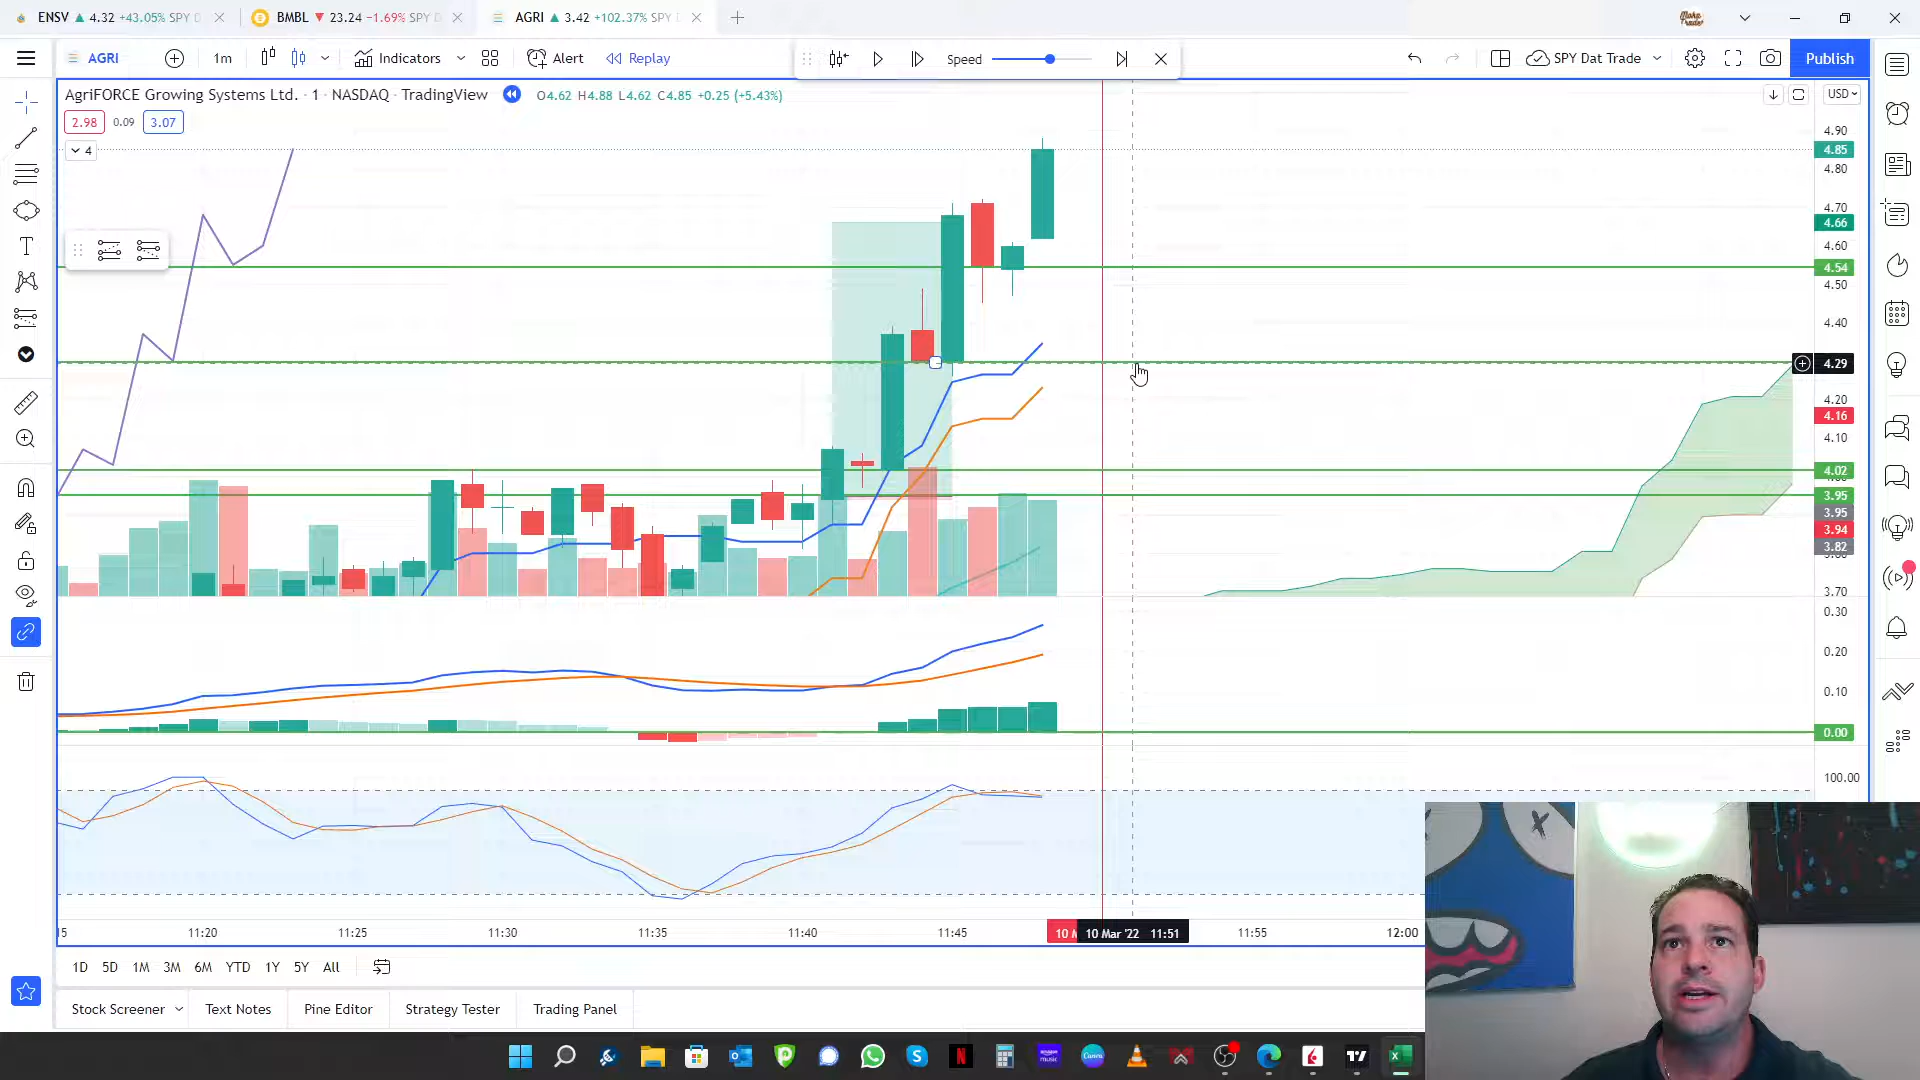 ENSV ▲ 4.32 +43.05% SPY
BMBL ▼ 23.24 −1.69% SPY D
AGRI ▲ 3.42 +102.37% SPY
AGRI
1m
Indicators
Alert
Replay
Speed
SPY Dat Trade
Publish
AgriFORCE Growing Systems Ltd. · 1 · NASDAQ · TradingView
O4.62 H4.88 L4.62 C4.85 +0.25 (+5.43%)
USD
2.98
0.09
3.07
4
4.90
4.85
4.80
4.70
4.66
4.60
4.54
4.50
4.40
4.29
4.20
4.16
4.10
4.02
3.95
3.95
3.94
3.82
3.70
0.30
0.20
0.10
0.00
100.00
11:20
11:25
11:30
11:35
11:40
11:45
10 Mar '22 11:51
11:55
12:00
1D
5D
1M
3M
6M
YTD
1Y
5Y
All
Stock Screener
Text Notes
Pine Editor
Strategy Tester
Trading Panel